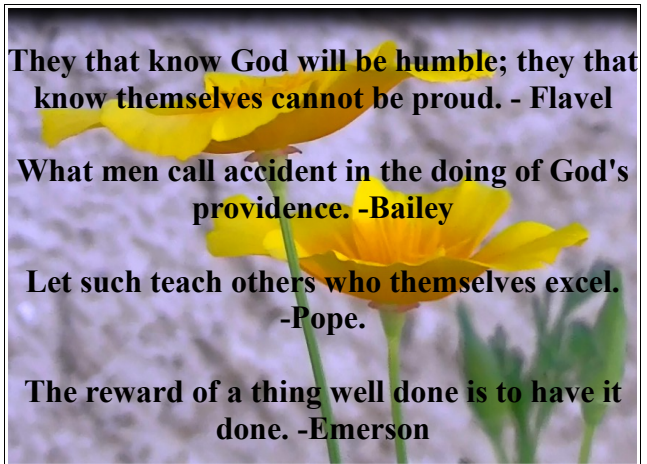 They that know God will be humble; they that
know themselves cannot be proud. - Flavel
What men call accident in the doing of God's
providence. -Bailey
Let such teach others who themselves excel.
-Pope.
The reward of a thing well done is to have it
done. -Emerson